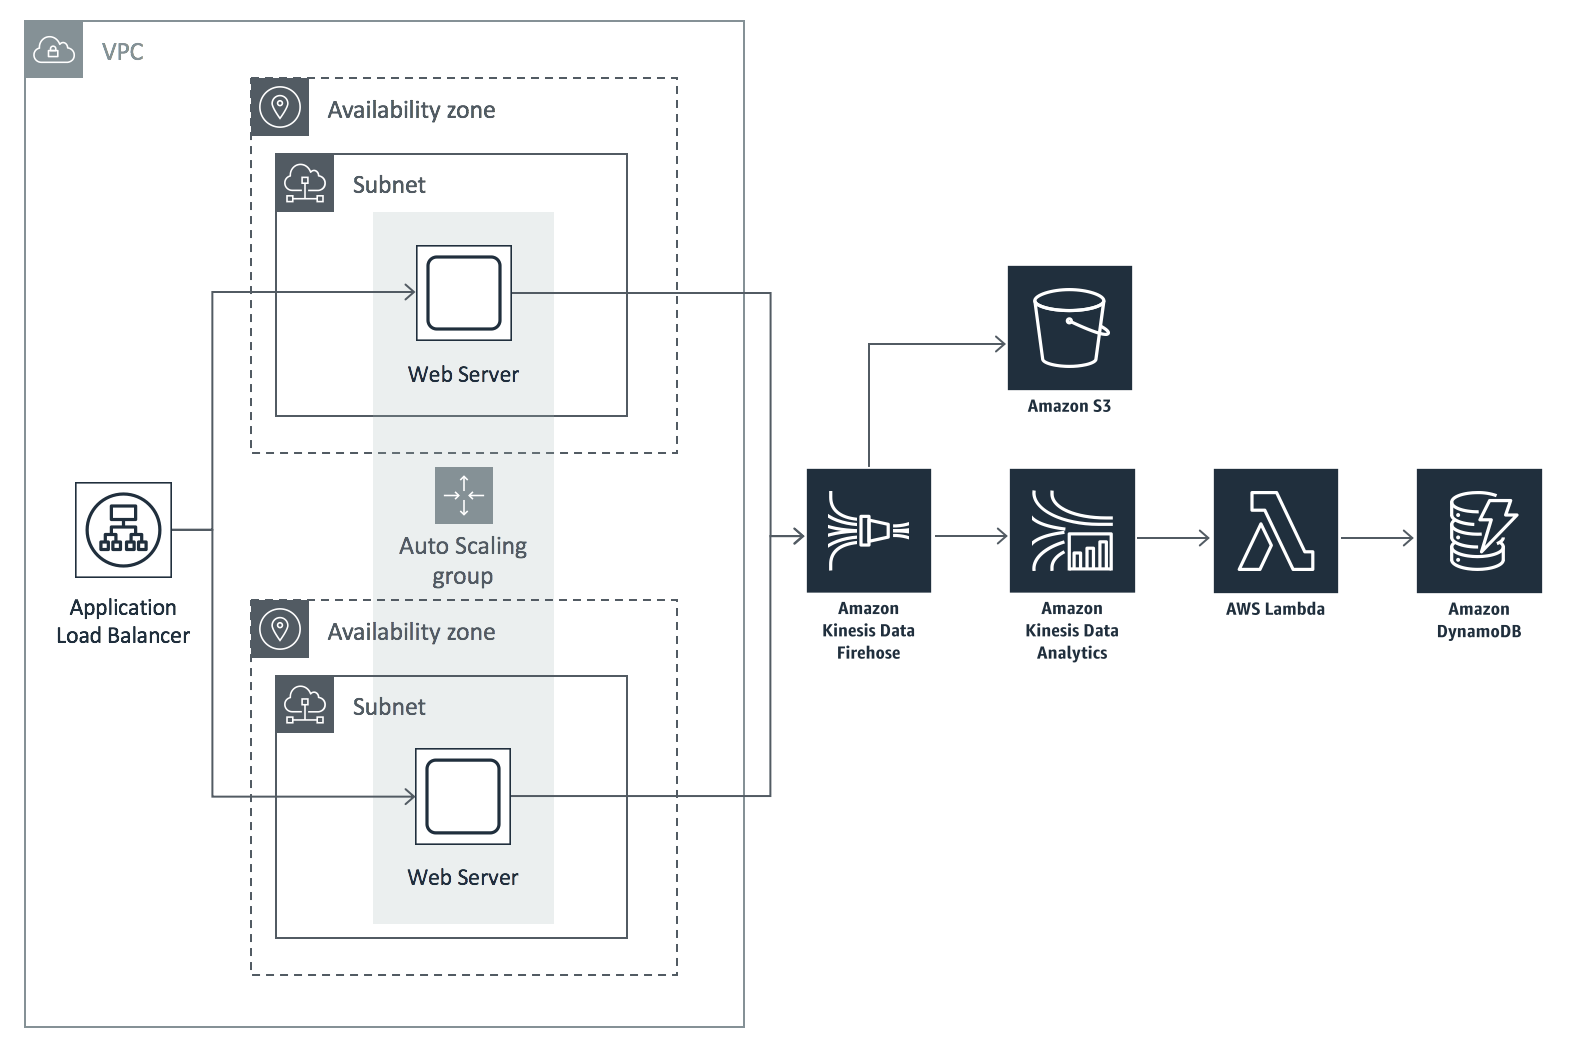 VPC
Availability zone
Subnet
Web Server
Auto Scaling
group
Availability zone
Subnet
Web Server
Application
Load Balancer
Amazon S3
Amazon
Kinesis Data
Firehose
Amazon
Kinesis Data
Analytics
AWS Lambda
Amazon
DynamoDB